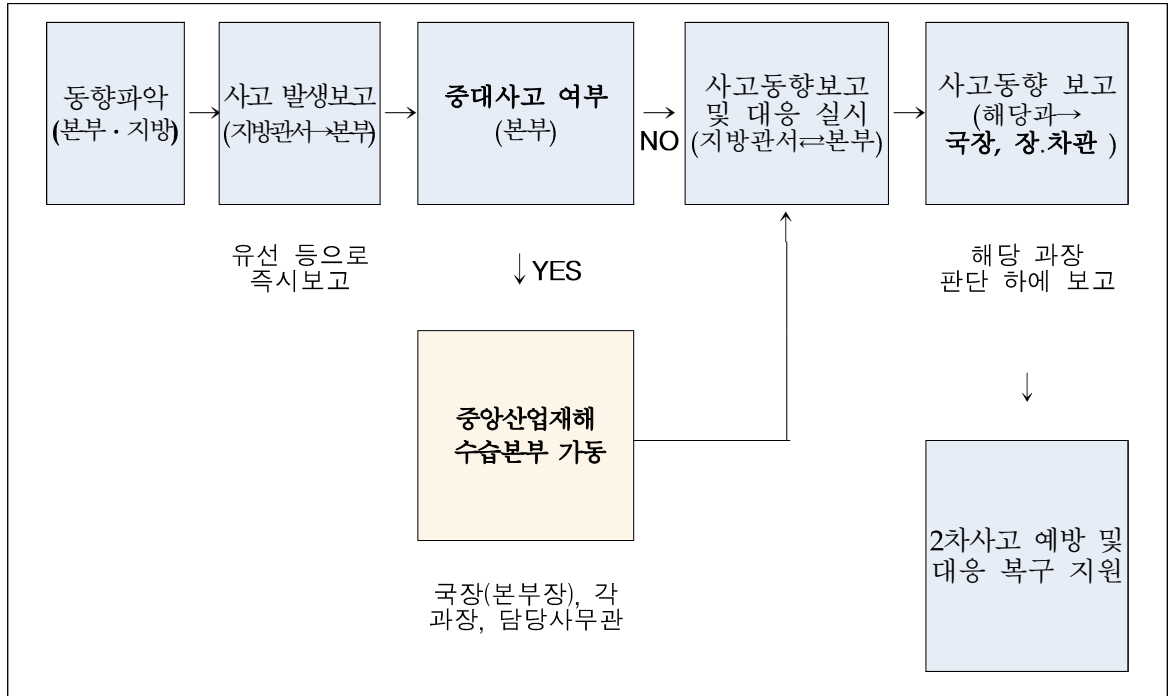 동향파악
(본부·지방)
→
사고 발생보고
(지방관서→본부)
→
중대사고 여부
(본부)
→
NO
사고동향보고
및 대응 실시
(지방관서⇄본부)
→
사고동향 보고
(해당과→
국장, 장.차관 )
유선 등으로
즉시보고
↓YES
해당 과장
판단 하에 보고
중앙산업재해
수습본부 가동
↓
국장(본부장), 각
과장, 담당사무관
2차사고 예방 및
대응 복구 지원